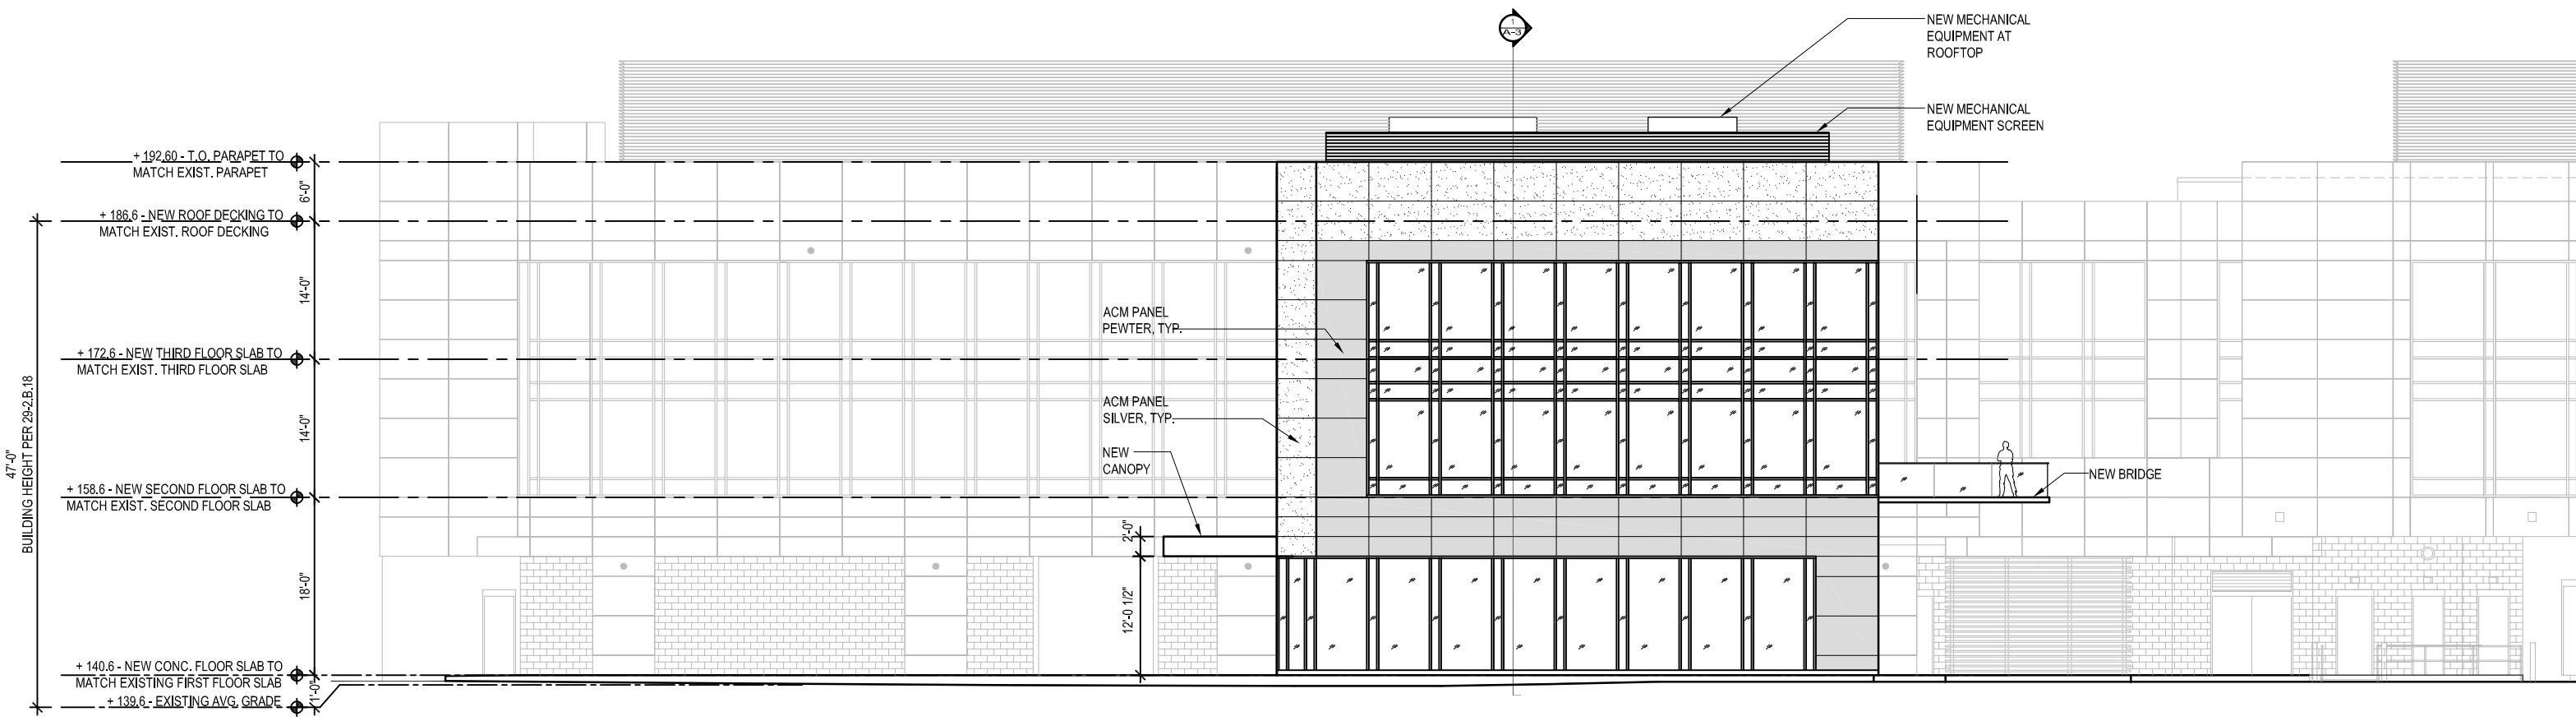 1
A-3
NEW MECHANICAL
EQUIPMENT AT
ROOFTOP
NEW MECHANICAL
EQUIPMENT SCREEN
+ 192.60 - T.O. PARAPET TO
MATCH EXIST. PARAPET
6'-0"
+ 186.6 - NEW ROOF DECKING TO
MATCH EXIST. ROOF DECKING
14'-0"
ACM PANEL
PEWTER, TYP.
+ 172.6 - NEW THIRD FLOOR SLAB TO
MATCH EXIST. THIRD FLOOR SLAB
ACM PANEL
SILVER, TYP.
14'-0"
NEW
CANOPY
47'-0"
BUILDING HEIGHT PER 29-2.B.18
NEW BRIDGE
+ 158.6 - NEW SECOND FLOOR SLAB TO
MATCH EXIST. SECOND FLOOR SLAB
2'-0"
18'-0"
12'-0 1/2"
+ 140.6 - NEW CONC. FLOOR SLAB TO
MATCH EXISTING FIRST FLOOR SLAB
1'-0"
+ 139.6 - EXISTING AVG. GRADE